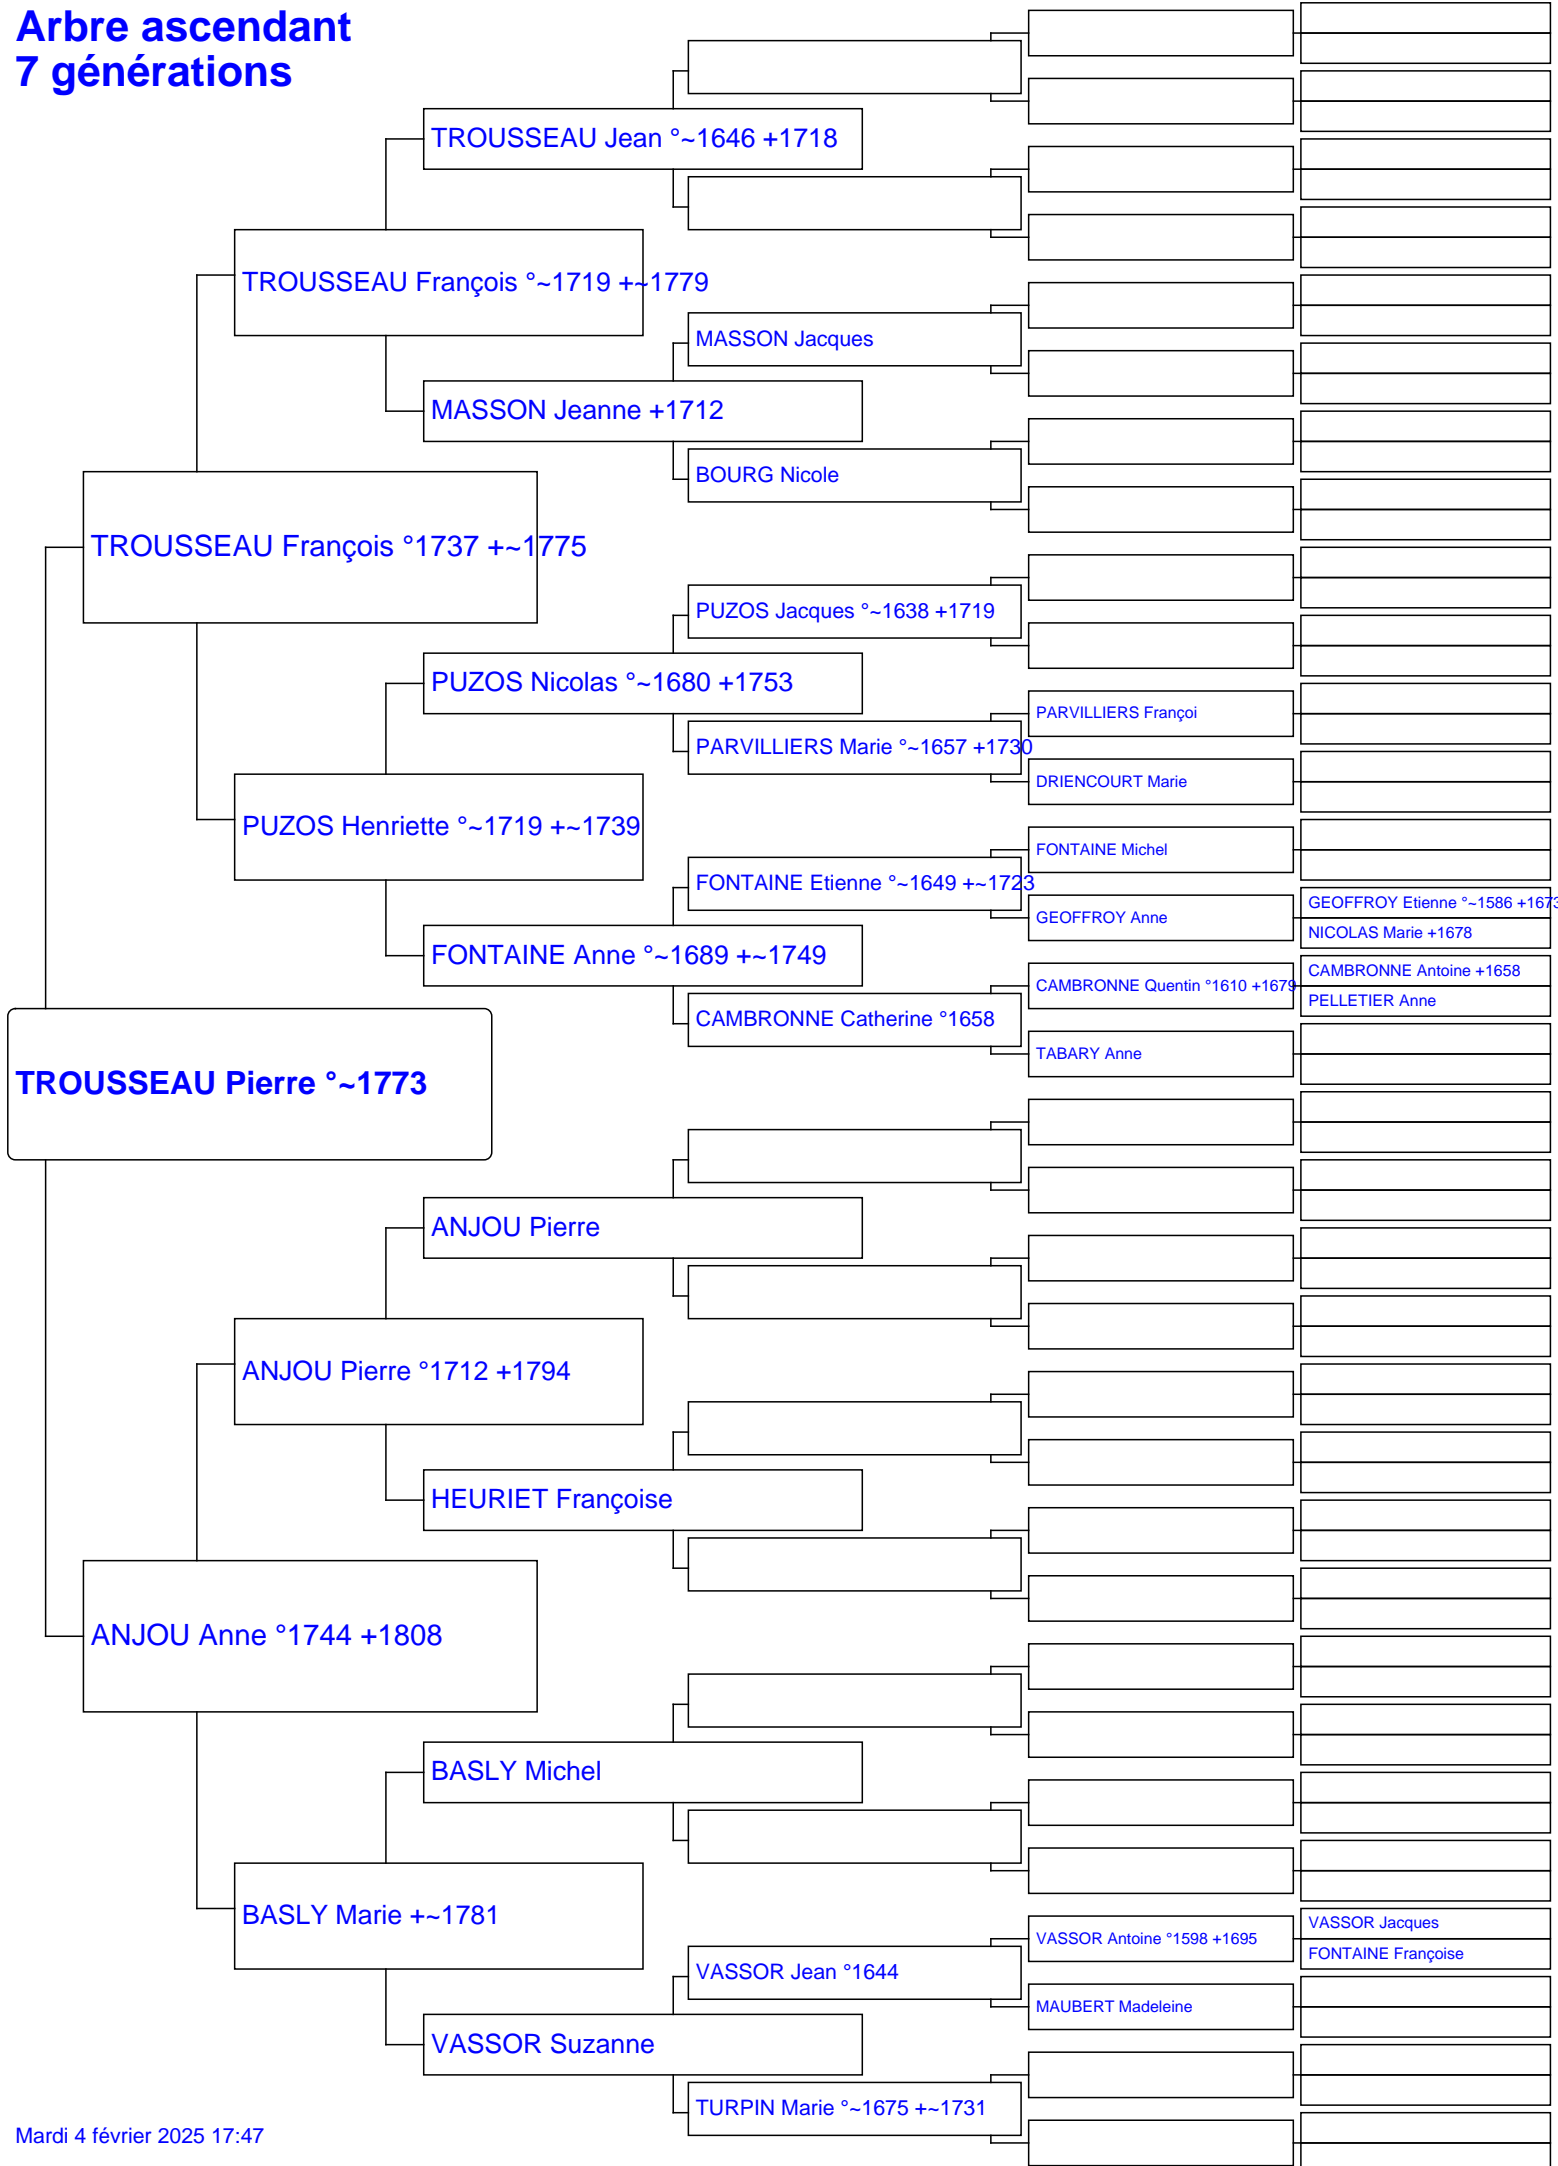 Arbre ascendant
7 générations
TROUSSEAU Jean °~1646 +1718
TROUSSEAU François °~1719 +~1779
MASSON Jacques
MASSON Jeanne +1712
BOURG Nicole
TROUSSEAU François °1737 +~1775
PUZOS Jacques °~1638 +1719
PUZOS Nicolas °~1680 +1753
PARVILLIERS Françoi
PARVILLIERS Marie °~1657 +1730
DRIENCOURT Marie
PUZOS Henriette °~1719 +~1739
FONTAINE Michel
FONTAINE Etienne °~1649 +~1723
GEOFFROY Etienne °~1586 +1673
GEOFFROY Anne
NICOLAS Marie +1678
FONTAINE Anne °~1689 +~1749
CAMBRONNE Antoine +1658
CAMBRONNE Quentin °1610 +1679
PELLETIER Anne
CAMBRONNE Catherine °1658
TABARY Anne
TROUSSEAU Pierre °~1773
ANJOU Pierre
ANJOU Pierre °1712 +1794
HEURIET Françoise
ANJOU Anne °1744 +1808
BASLY Michel
BASLY Marie +~1781
VASSOR Jacques
VASSOR Antoine °1598 +1695
FONTAINE Françoise
VASSOR Jean °1644
MAUBERT Madeleine
VASSOR Suzanne
TURPIN Marie °~1675 +~1731
Mardi 4 février 2025 17:47